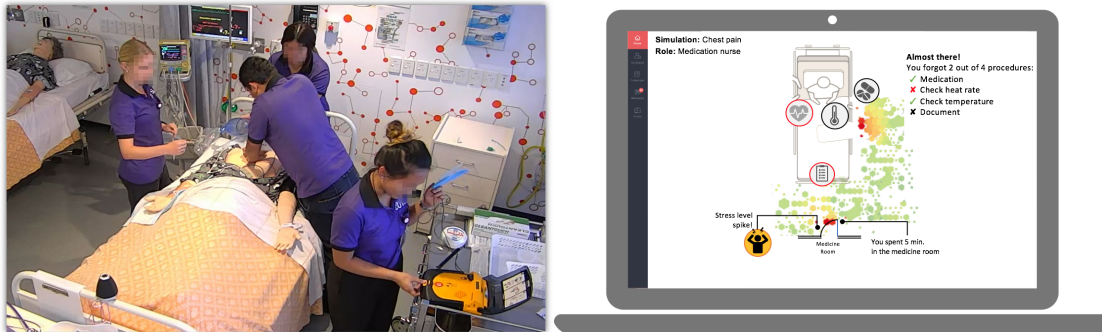 Simulation: Chest pain
Role: Medication nurse
Almost there!
You forgot 2 out of 4 procedures:
✓ Medication
✗ Check heat rate
✓ Check temperature
✗ Document
Stress level
spike!
Medicine
Room
You spent 5 min.
in the medicine room